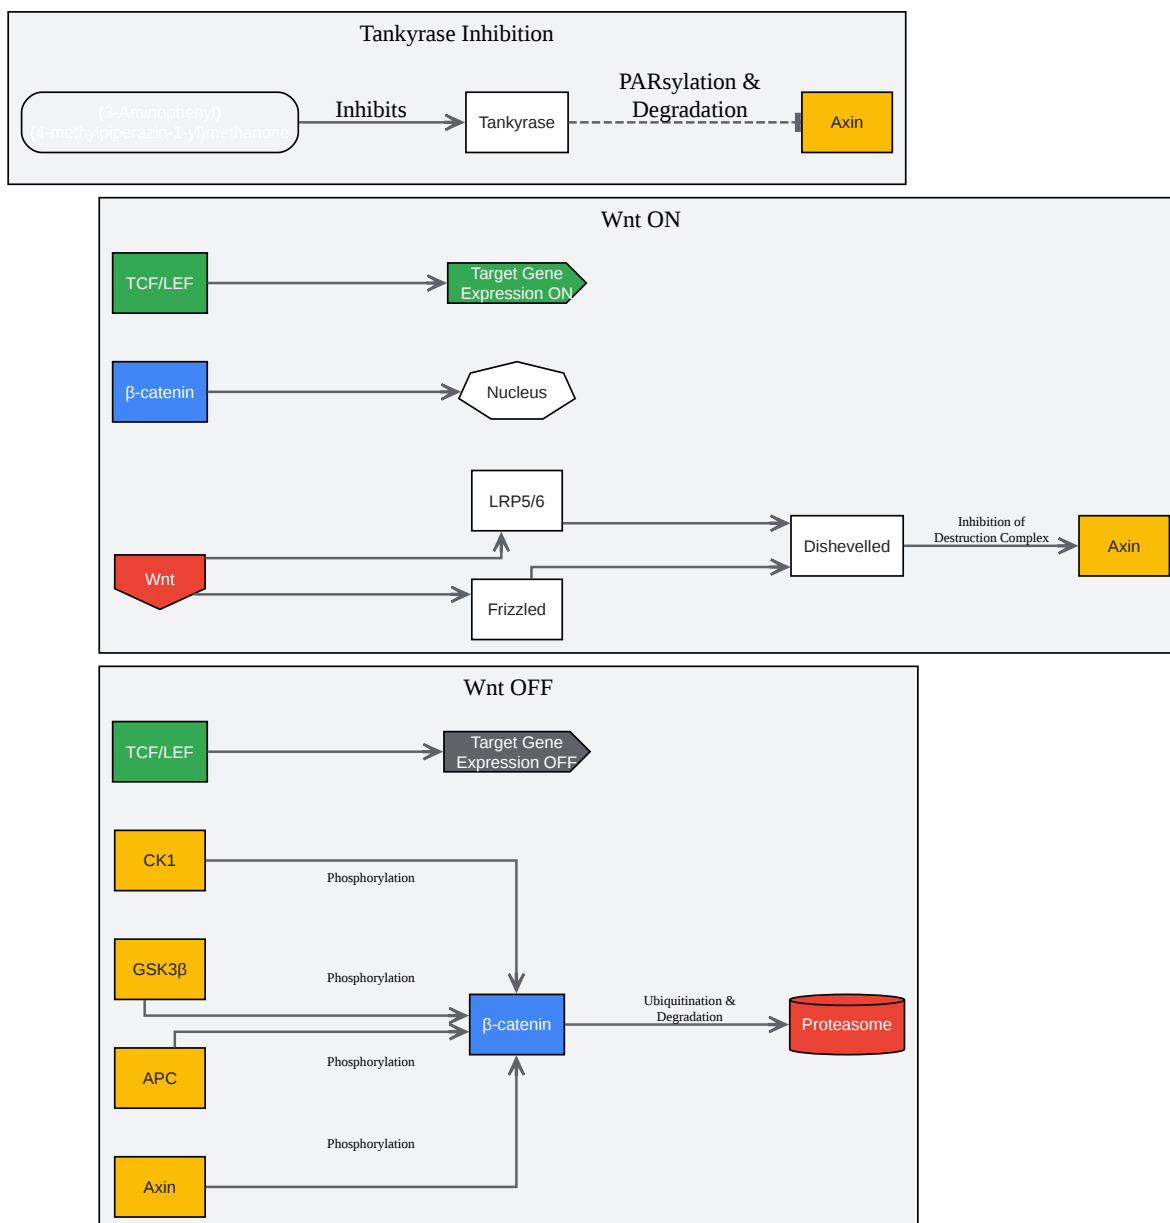 Tankyrase Inhibition
(3-Aminophenyl)
(4-methylpiperazin-1-yl)methanone
Inhibits
Tankyrase
PARsylation &
Degradation
Axin
Wnt ON
TCF/LEF
Target Gene
Expression ON
β-catenin
Nucleus
LRP5/6
Wnt
Frizzled
Dishevelled
Inhibition of
Destruction Complex
Axin
Wnt OFF
TCF/LEF
Target Gene
Expression OFF
CK1
Phosphorylation
GSK3β
Phosphorylation
β-catenin
Ubiquitination &
Degradation
Proteasome
APC
Phosphorylation
Phosphorylation
Axin